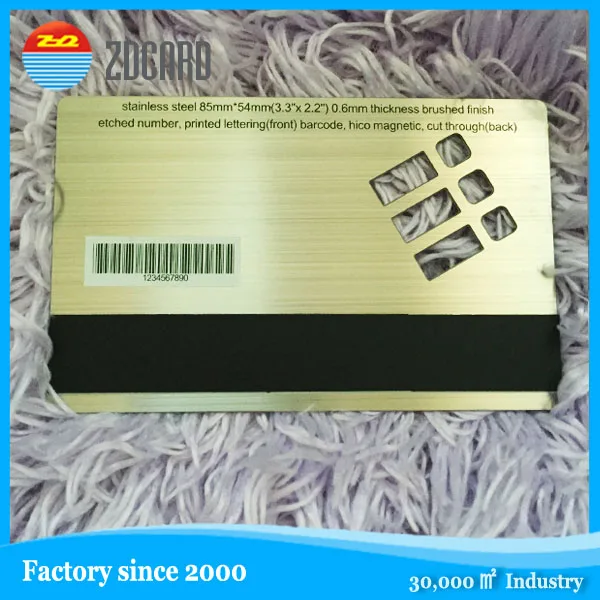 ZDCARD
stainless steel 85mm*54mm(3.3"x 2.2") 0.6mm thickness brushed finish
etched number, printed lettering(front) barcode, hico magnetic, cut through(back)
1234567890
Factory since 2000
30,000 ㎡ Industry